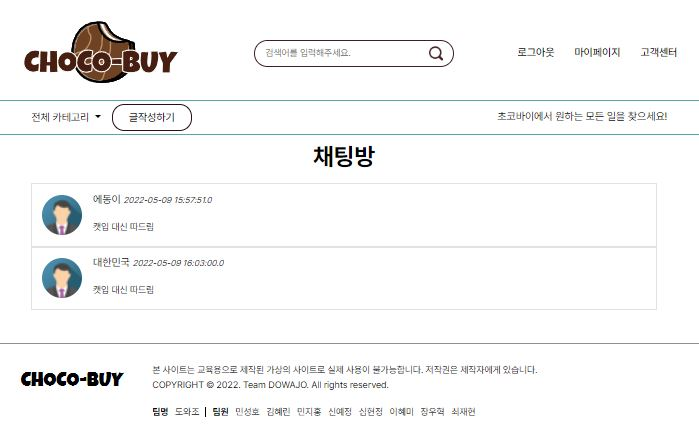 CHOCO-BUY
검색어를 입력해주세요.
로그아웃 마이페이지 고객센터
전체 카테고리 글작성하기
초코바이에서 원하는 모든 일을 찾으세요!
채팅방
에동이 2022-05-09 15:57:51.0
캣입 대신 따드림
대한민국 2022-05-09 16:03:00.0
캣입 대신 따드림
CHOCO-BUY
본 사이트는 교육용으로 제작된 가상의 사이트로 실제 사용이 불가능합니다. 저작권은 제작자에게 있습니다.
COPYRIGHT © 2022. Team DOWAJO. All rights reserved.
팀명 도와조 | 팀원 민성호 김혜린 민지홍 신예정 심현정 이혜미 장우혁 최재현